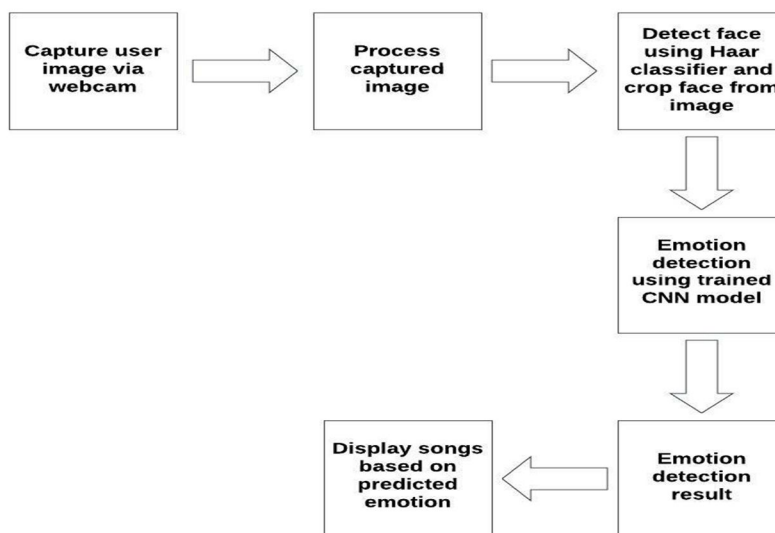 Capture user
image via
webcam
Process
captured
image
Detect face
using Haar
classifier and
crop face from
image
Emotion
detection
using trained
CNN model
Emotion
detection
result
Display songs
based on
predicted
emotion